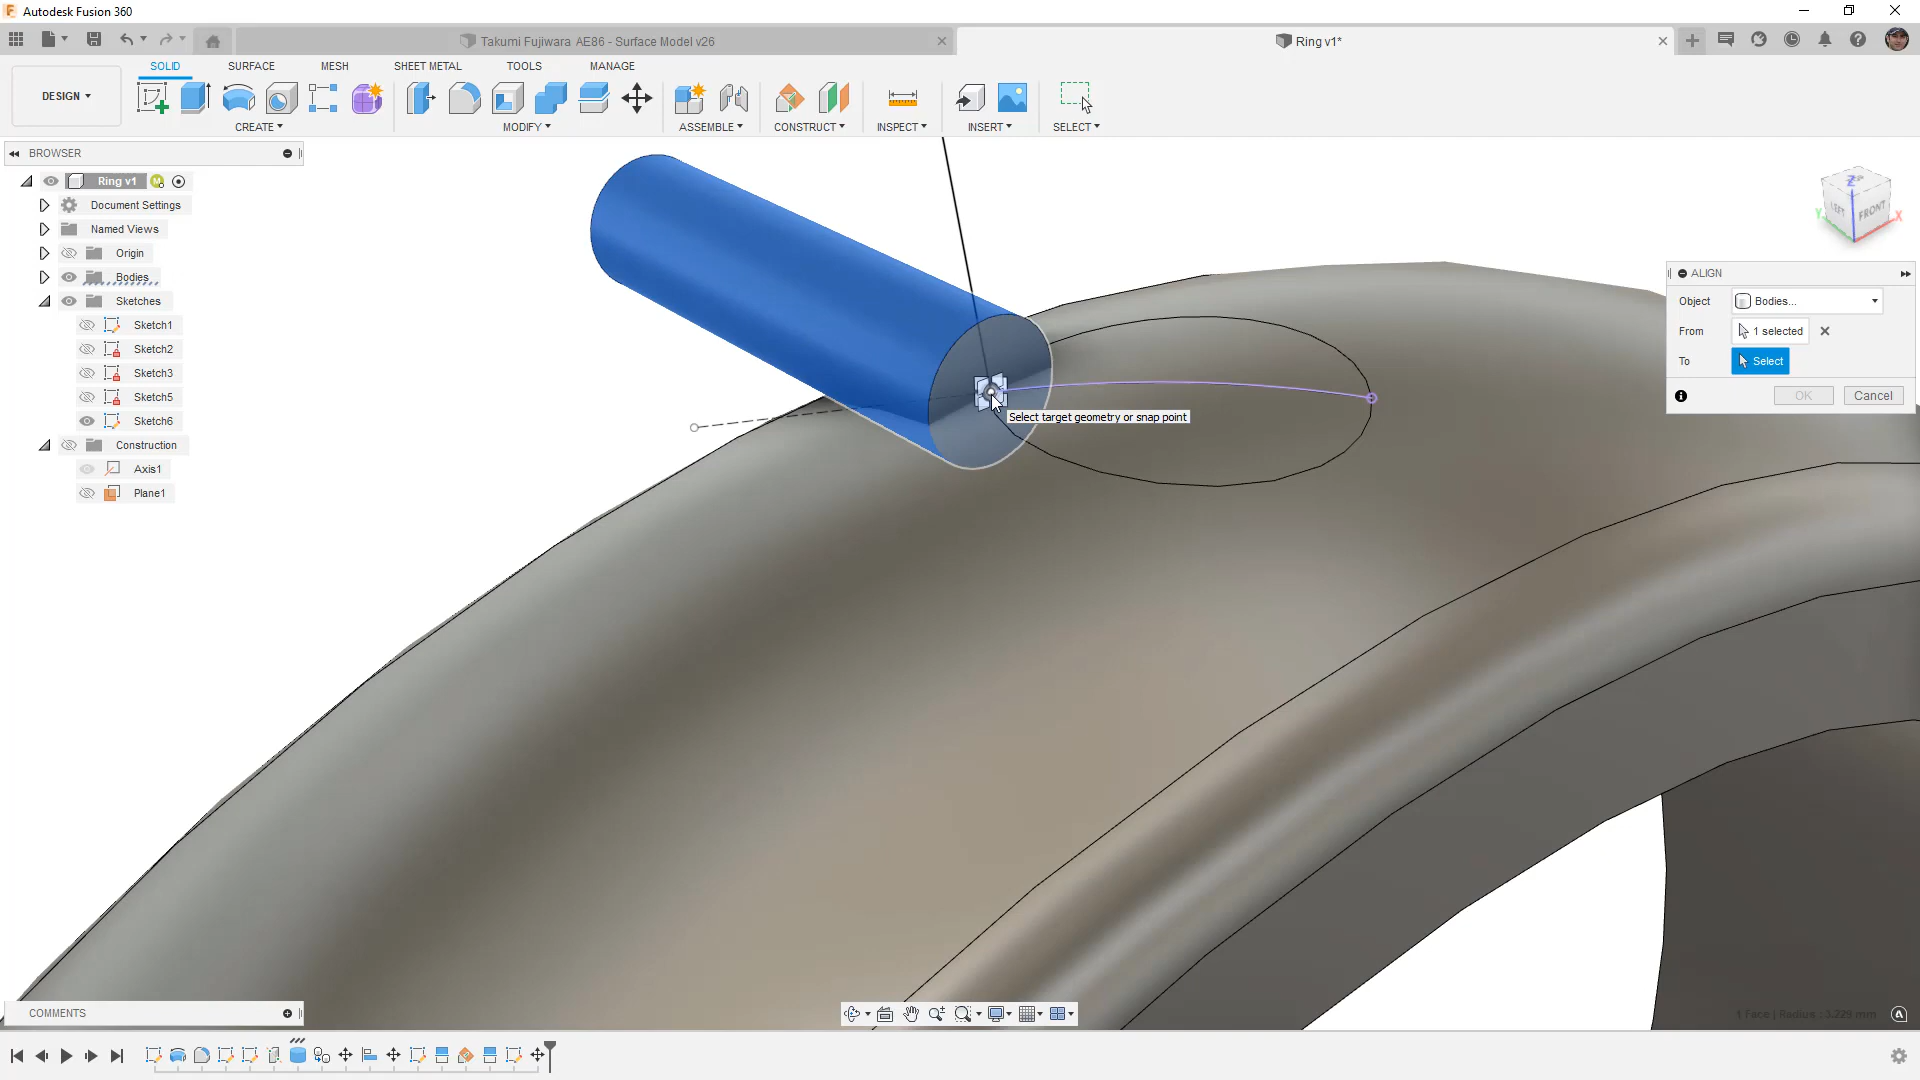 Autodesk Fusion 360
Takumi Fujiwara AE86 - Surface Model v26
Ring v1*
DESIGN
SOLID
SURFACE
MESH
SHEET METAL
TOOLS
MANAGE
CREATE
MODIFY
ASSEMBLE
CONSTRUCT
INSPECT
INSERT
SELECT
BROWSER
Ring v1
Document Settings
Named Views
Origin
Bodies
Sketches
Sketch1
Sketch2
Sketch3
Sketch5
Sketch6
Construction
Axis1
Plane1
LEFT
FRONT
Z
Y
X
ALIGN
Object
Bodies...
From
1 selected
To
Select
OK
Cancel
Select target geometry or snap point
COMMENTS
1 Face | Radius : 3.229 mm